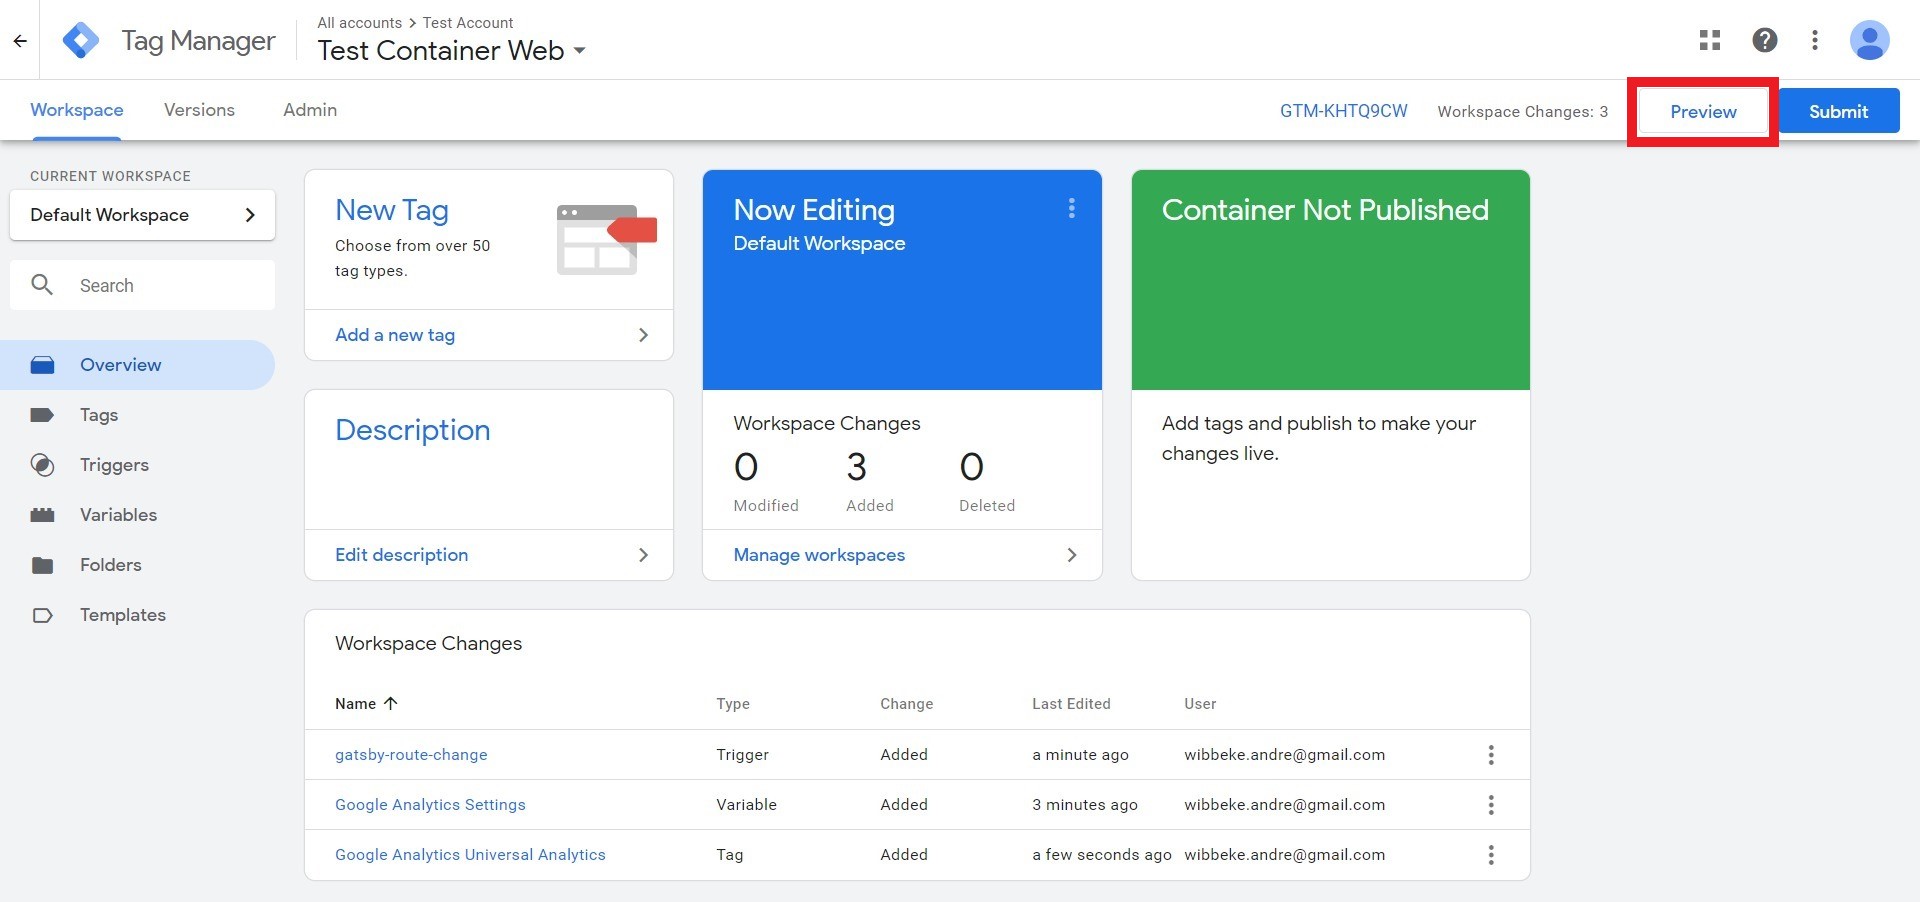 Tag Manager
All accounts > Test Account
Test Container Web
Workspace
Versions
Admin
GTM-KHTQ9CW
Workspace Changes: 3
Preview
Submit
CURRENT WORKSPACE
Default Workspace
Search
Overview
Tags
Triggers
Variables
Folders
Templates
New Tag
Choose from over 50
tag types.
Add a new tag
Description
Edit description
Now Editing
Default Workspace
Workspace Changes
0 3 0
Modified Added Deleted
Manage workspaces
Container Not Published
Add tags and publish to make your
changes live.
Workspace Changes
Name Type Change Last Edited User
gatsby-route-change Trigger Added a minute ago wibbeke.andre@gmail.com
Google Analytics Settings Variable Added 3 minutes ago wibbeke.andre@gmail.com
Google Analytics Universal Analytics Tag Added a few seconds ago wibbeke.andre@gmail.com